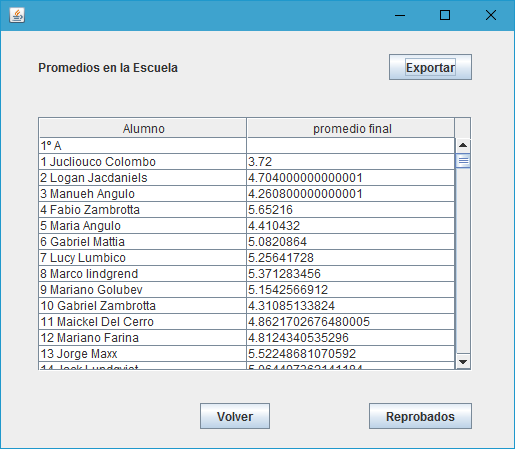 Promedios en la Escuela
Exportar
Alumno promedio final
1º A
1 Jucliouco Colombo 3.72
2 Logan Jacdaniels 4.704000000000001
3 Manueh Angulo 4.260800000000001
4 Fabio Zambrotta 5.65216
5 Maria Angulo 4.410432
6 Gabriel Mattia 5.0820864
7 Lucy Lumbico 5.25641728
8 Marco lindgrend 5.371283456
9 Mariano Golubev 5.1542566912
10 Gabriel Zambrotta 4.31085133824
11 Maickel Del Cerro 4.8621702676480005
12 Mariano Farina 4.8124340535296
13 Jorge Maxx 5.52248681070592
14 Jack Lundqvist
Volver
Reprobados